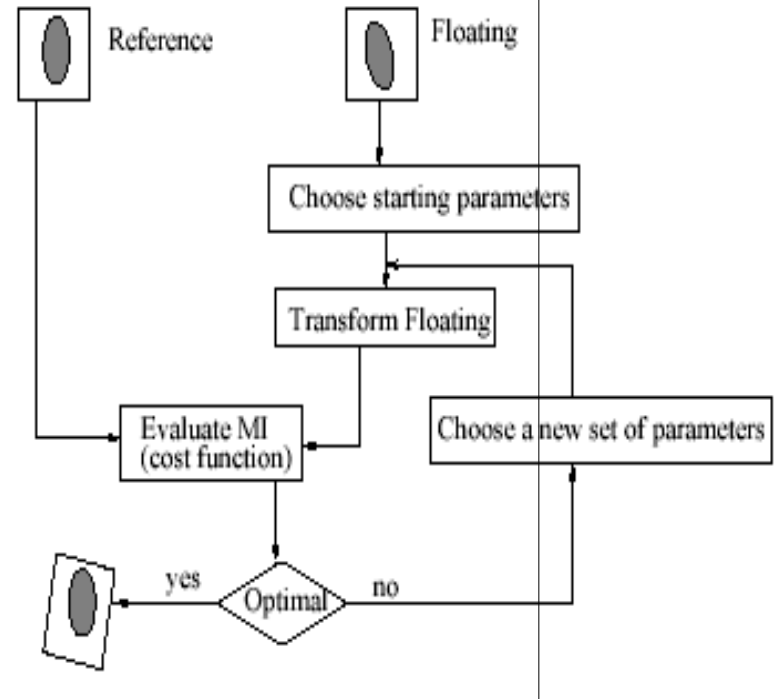 Reference
Floating
Choose starting parameters
Transform Floating
Evaluate MI
(cost function)
Choose a new set of parameters
yes
Optimal
no